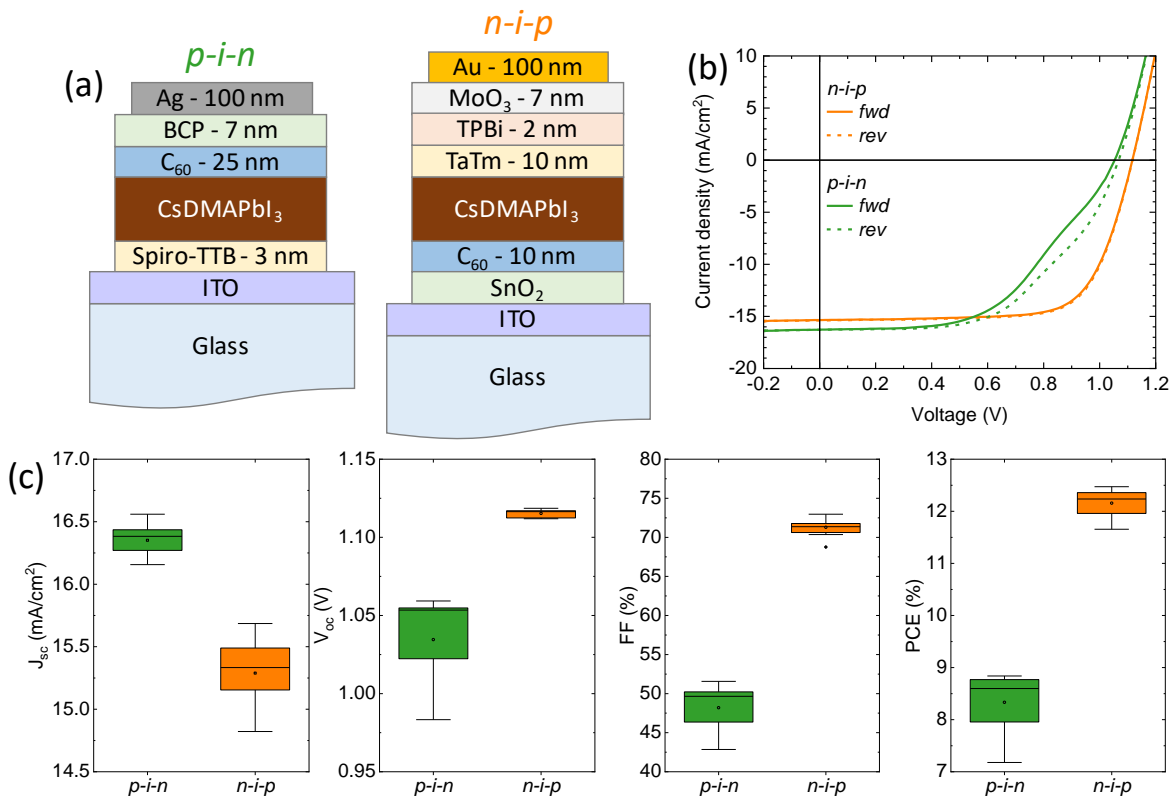 (a)
p-i-n
Ag - 100 nm
BCP - 7 nm
C60 - 25 nm
CsDMAPbI3
Spiro-TTB - 3 nm
ITO
Glass
n-i-p
Au - 100 nm
MoO3 - 7 nm
TPBi - 2 nm
TaTm - 10 nm
CsDMAPbI3
C60 - 10 nm
SnO2
ITO
Glass
(b)
Current density (mA/cm2)
10
5
0
-5
-10
-15
-20
n-i-p
fwd
rev
p-i-n
fwd
rev
-0.2 0.0 0.2 0.4 0.6 0.8 1.0 1.2
Voltage (V)
(c)
Jsc (mA/cm2)
17.0
16.5
16.0
15.5
15.0
14.5
p-i-n n-i-p
Voc (V)
1.15
1.10
1.05
1.00
0.95
p-i-n n-i-p
FF (%)
80
75
70
65
60
55
50
45
40
p-i-n n-i-p
PCE (%)
13
12
11
10
9
8
7
p-i-n n-i-p